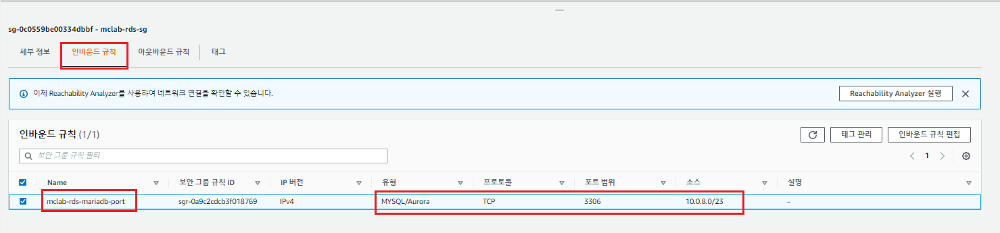 sg-0c0559be00334dbbf - mclab-rds-sg
세부 정보 인바운드 규칙 아웃바운드 규칙 태그
이제 Reachability Analyzer를 사용하여 네트워크 연결을 확인할 수 있습니다. Reachability Analyzer 실행
인바운드 규칙 (1/1) 태그 관리 인바운드 규칙 편집
보안 그룹 규칙 필터 1
Name 보안 그룹 규칙 ID IP 버전 유형 프로토콜 포트 범위 소스 설명
mclab-rds-mariadb-port sgr-0a9c2cdcb3f018769 IPv4 MYSQL/Aurora TCP 3306 10.0.8.0/23 –